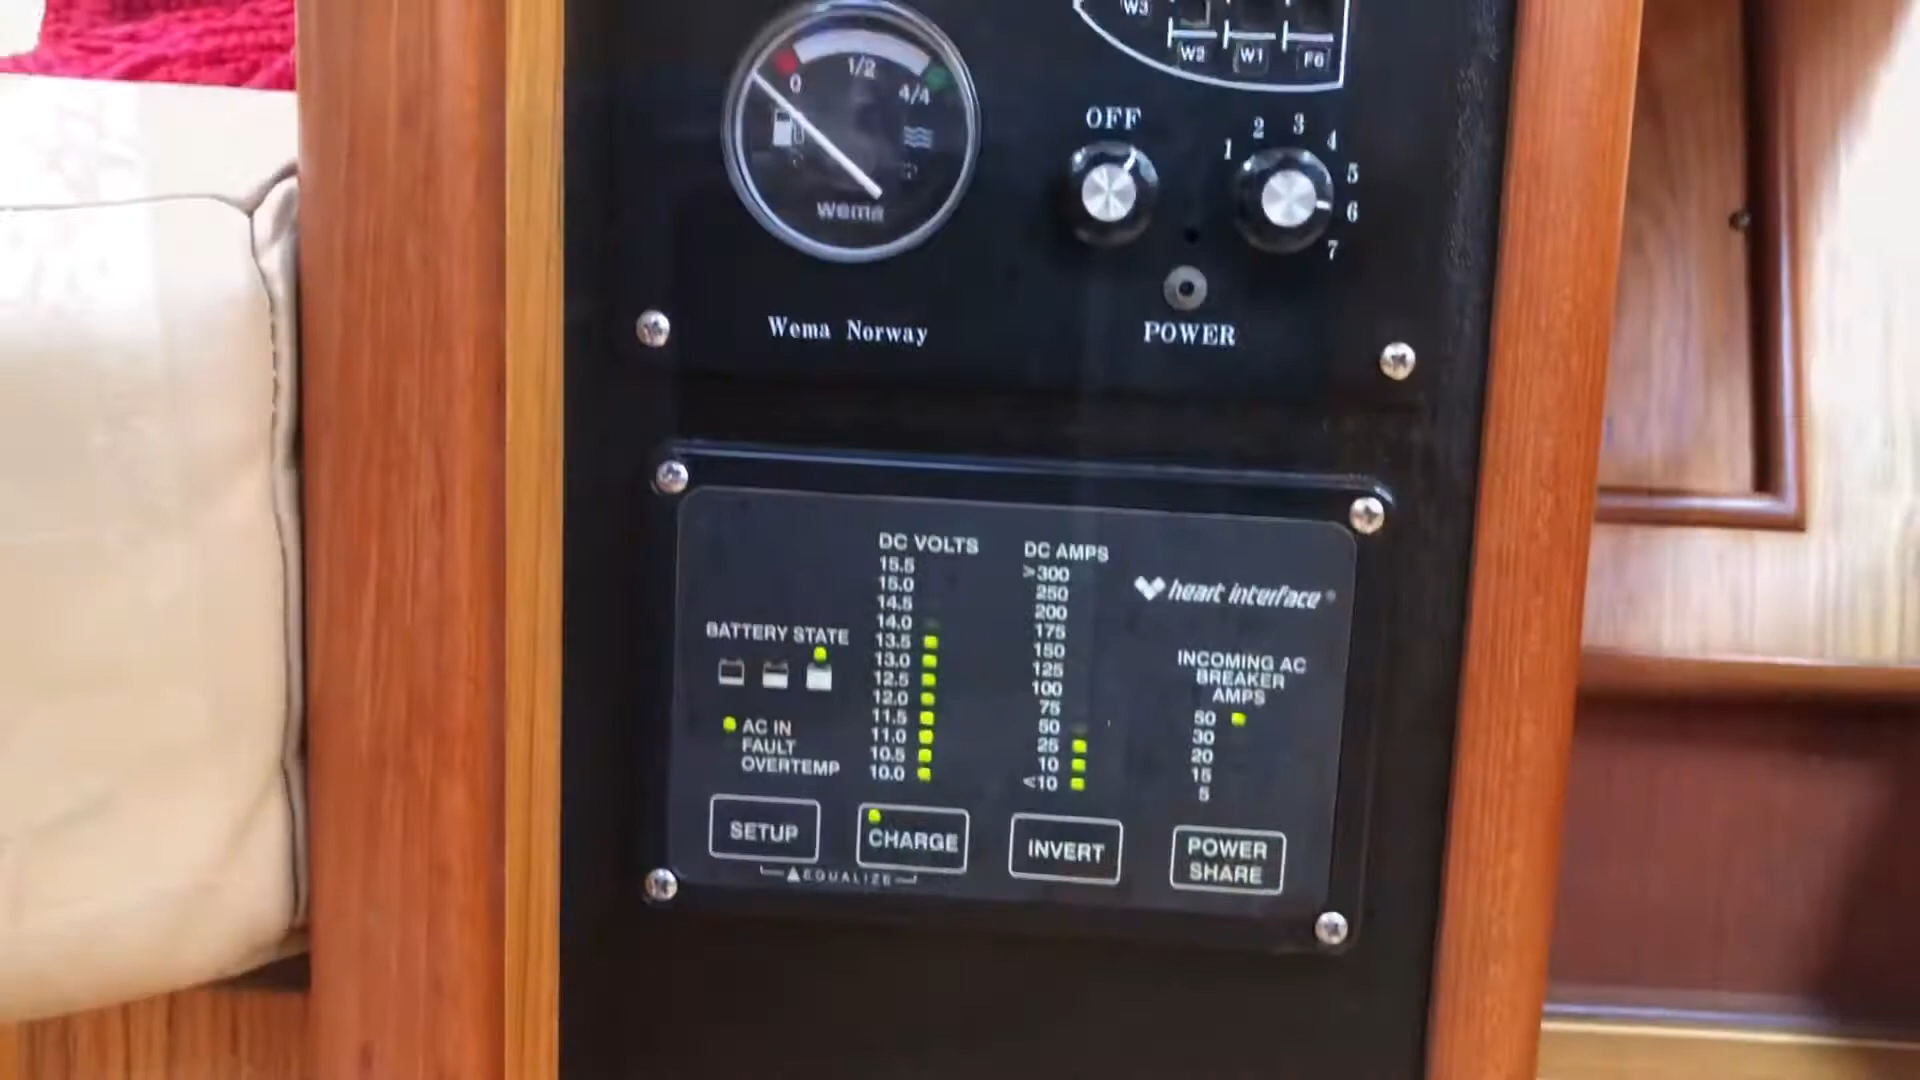 W3
W2 W1 F6
0 1/2 4/4
wema
Wema Norway
OFF
1 2 3 4 5 6 7
POWER
DC VOLTS
15.5
15.0
14.5
14.0
13.5
13.0
12.5
12.0
11.5
11.0
10.5
10.0
DC AMPS
>300
250
200
175
150
125
100
75
50
25
10
<10
heart interface®
BATTERY STATE
AC IN
FAULT
OVERTEMP
INCOMING AC
BREAKER
AMPS
50
30
20
15
5
SETUP
CHARGE
EQUALIZE
INVERT
POWER
SHARE